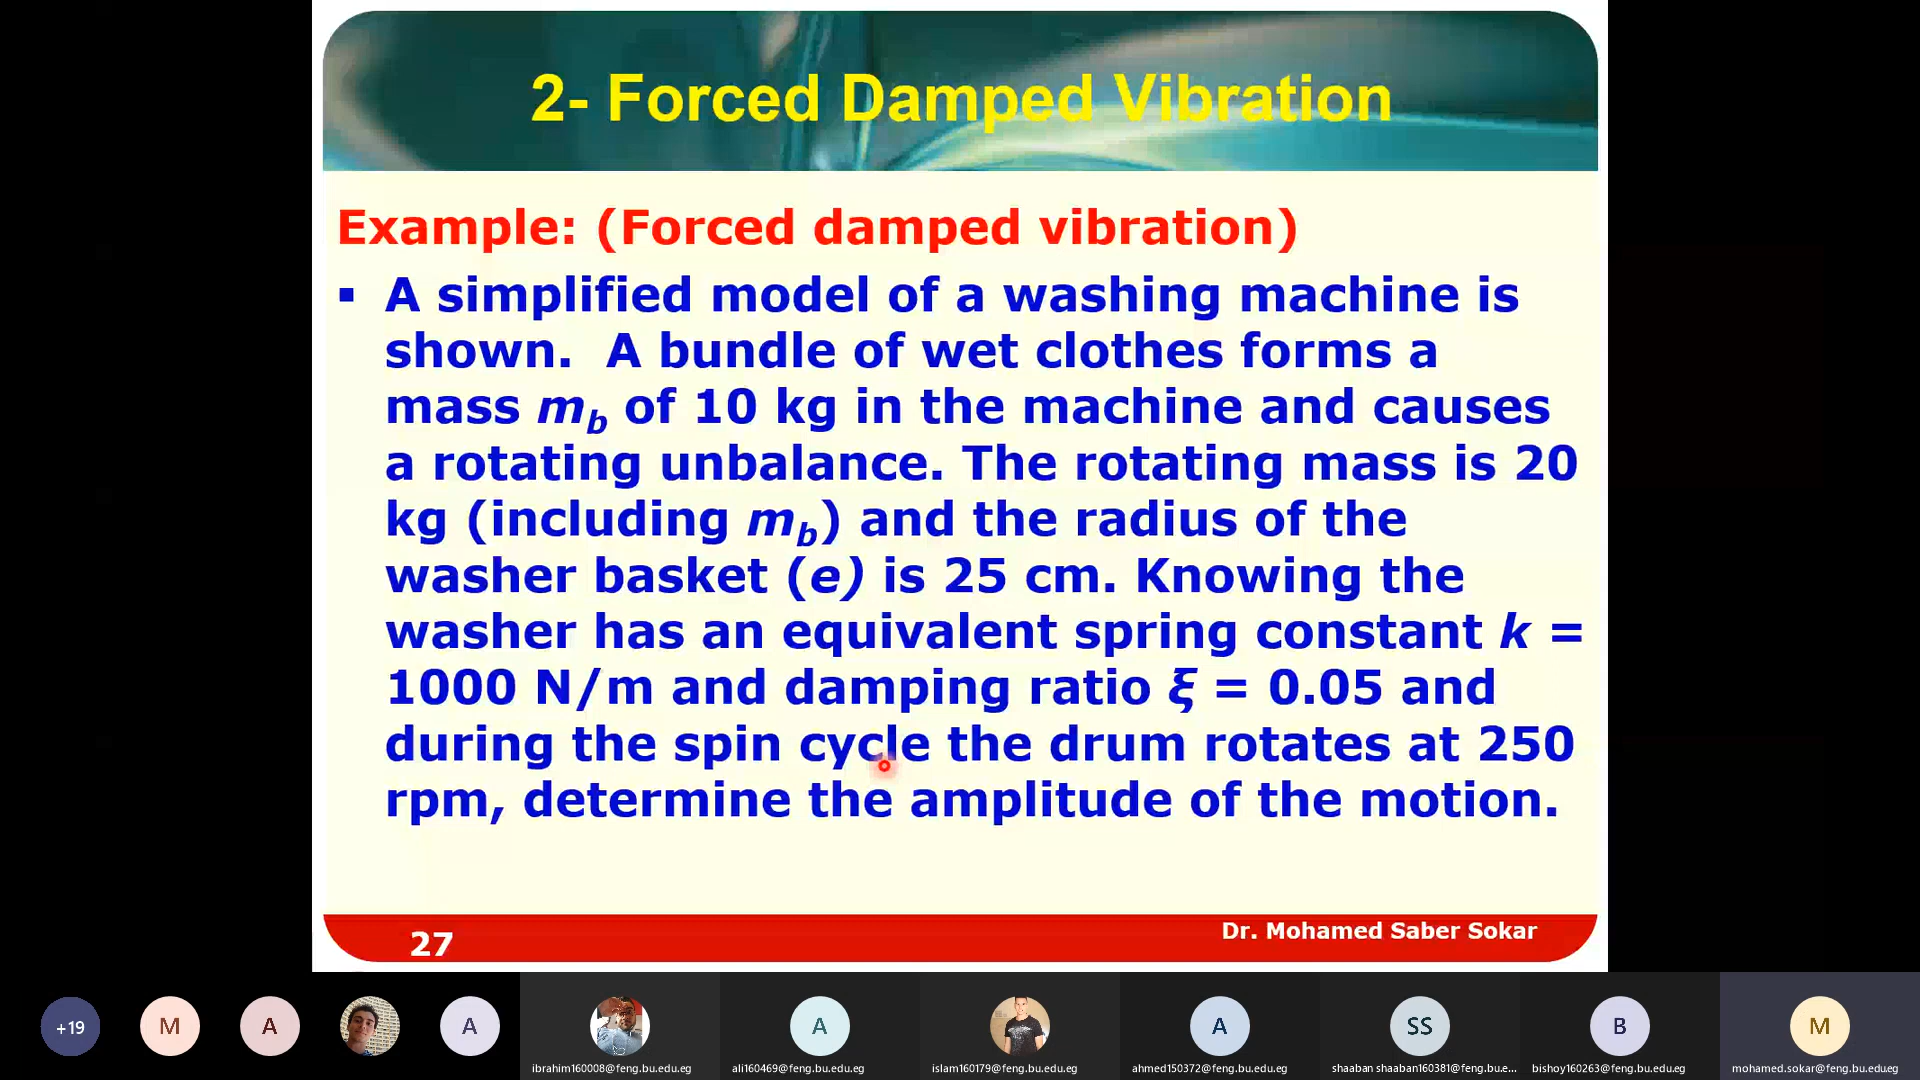 2- Forced Damped Vibration
Example: (Forced damped vibration)
▪ A simplified model of a washing machine is
shown.  A bundle of wet clothes forms a
mass mb of 10 kg in the machine and causes
a rotating unbalance. The rotating mass is 20
kg (including mb) and the radius of the
washer basket (e) is 25 cm. Knowing the
washer has an equivalent spring constant k =
1000 N/m and damping ratio ξ = 0.05 and
during the spin cycle the drum rotates at 250
rpm, determine the amplitude of the motion.
27
Dr. Mohamed Saber Sokar
+19
M
A
A
A
A
SS
B
M
ibrahim160008@feng.bu.edu.eg
ali160469@feng.bu.edu.eg
islam160179@feng.bu.edu.eg
ahmed150372@feng.bu.edu.eg
shaaban shaaban160381@feng.bu.e...
bishoy160263@feng.bu.edu.eg
mohamed.sokar@feng.bu.edu.eg